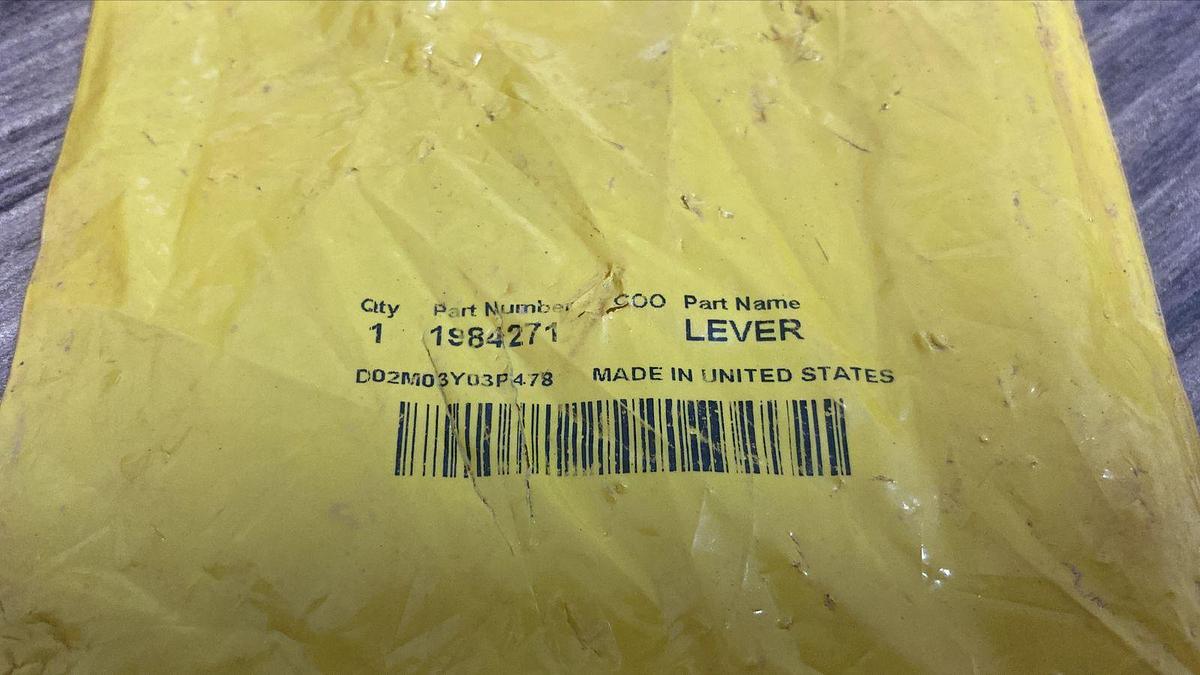 Qty Part Number COO Part Name
1 1984271 LEVER
D02M03Y03P478 MADE IN UNITED STATES